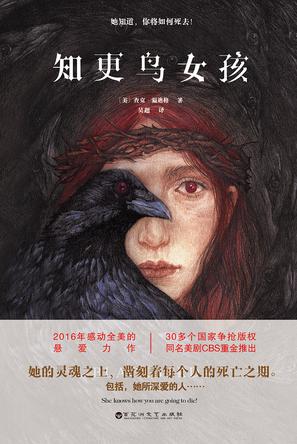 她知道，你将如何死去！
知更鸟女孩
［美］查克·温迪格 著
吴超 译
2016年感动全美的
悬爱力作
30多个国家争抢版权
同名美剧CBS重金推出
她的灵魂之上，凿刻着每个人的死亡之期。
包括，她所深爱的人……
She knows how you are going to die!
百花洲文艺出版社